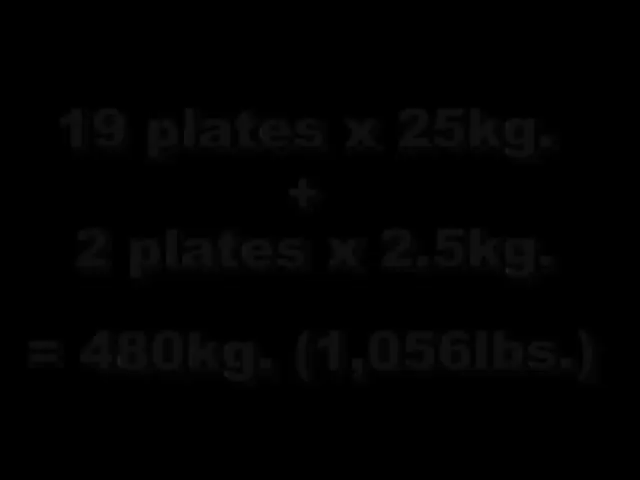 19 plates x 25kg.
+
2 plates x 2.5kg.
= 480kg. (1,056lbs.)